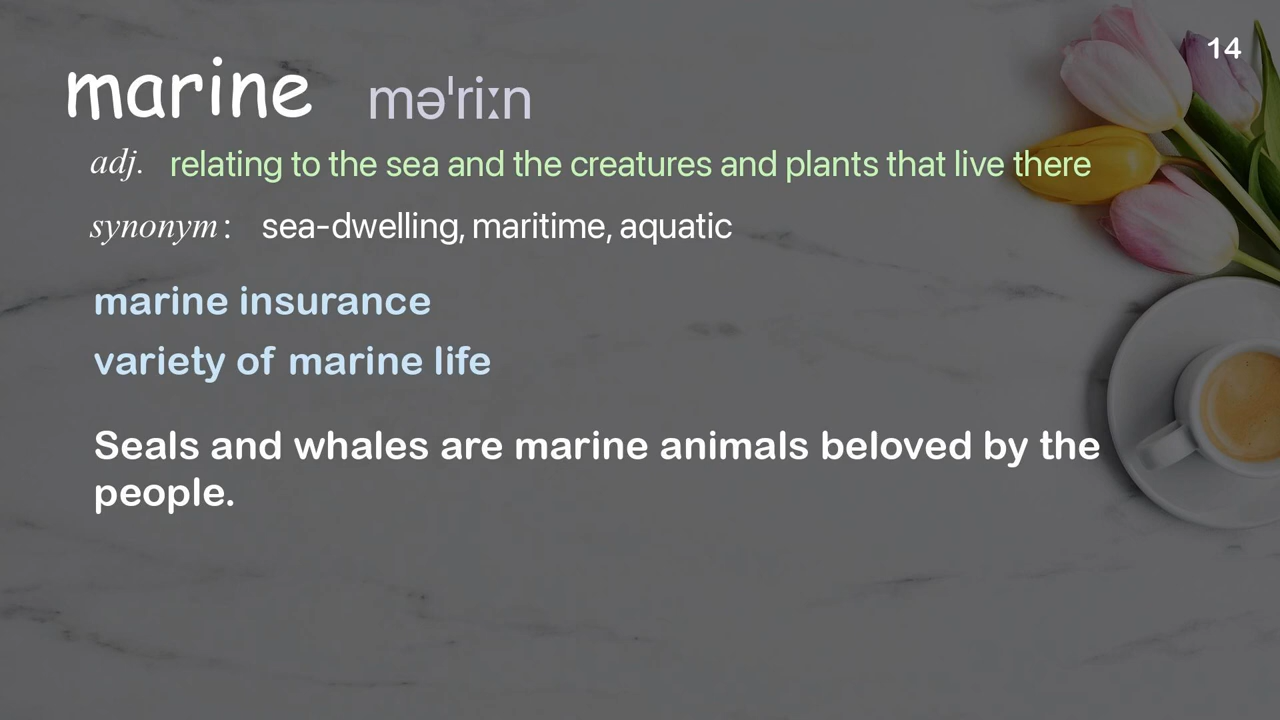 14
marine məˈriːn
adj. relating to the sea and the creatures and plants that live there
synonym: sea-dwelling, maritime, aquatic
marine insurance
variety of marine life
Seals and whales are marine animals beloved by the
people.